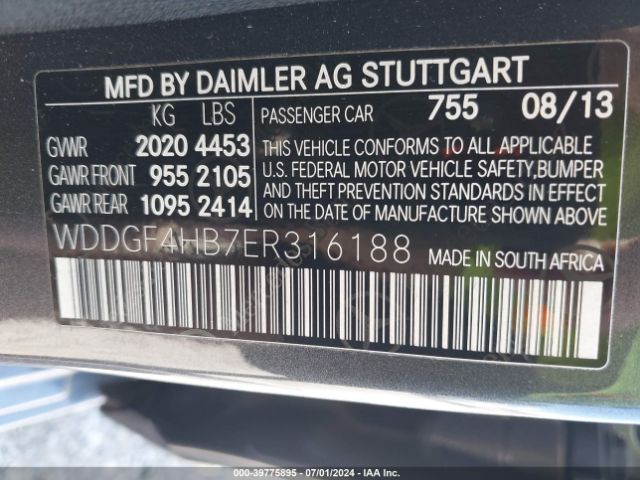 MFD BY DAIMLER AG STUTTGART
KG LBS
GVWR 2020 4453
GAWR FRONT 955 2105
GAWR REAR 1095 2414
PASSENGER CAR 755 08/13
THIS VEHICLE CONFORMS TO ALL APPLICABLE
U.S. FEDERAL MOTOR VEHICLE SAFETY,BUMPER
AND THEFT PREVENTION STANDARDS IN EFFECT
ON THE DATE OF MANUFACTURE SHOWN ABOVE.
WDDGF4HB7ER316188 MADE IN SOUTH AFRICA
000-39775895 - 07/01/2024 - IAA Inc.